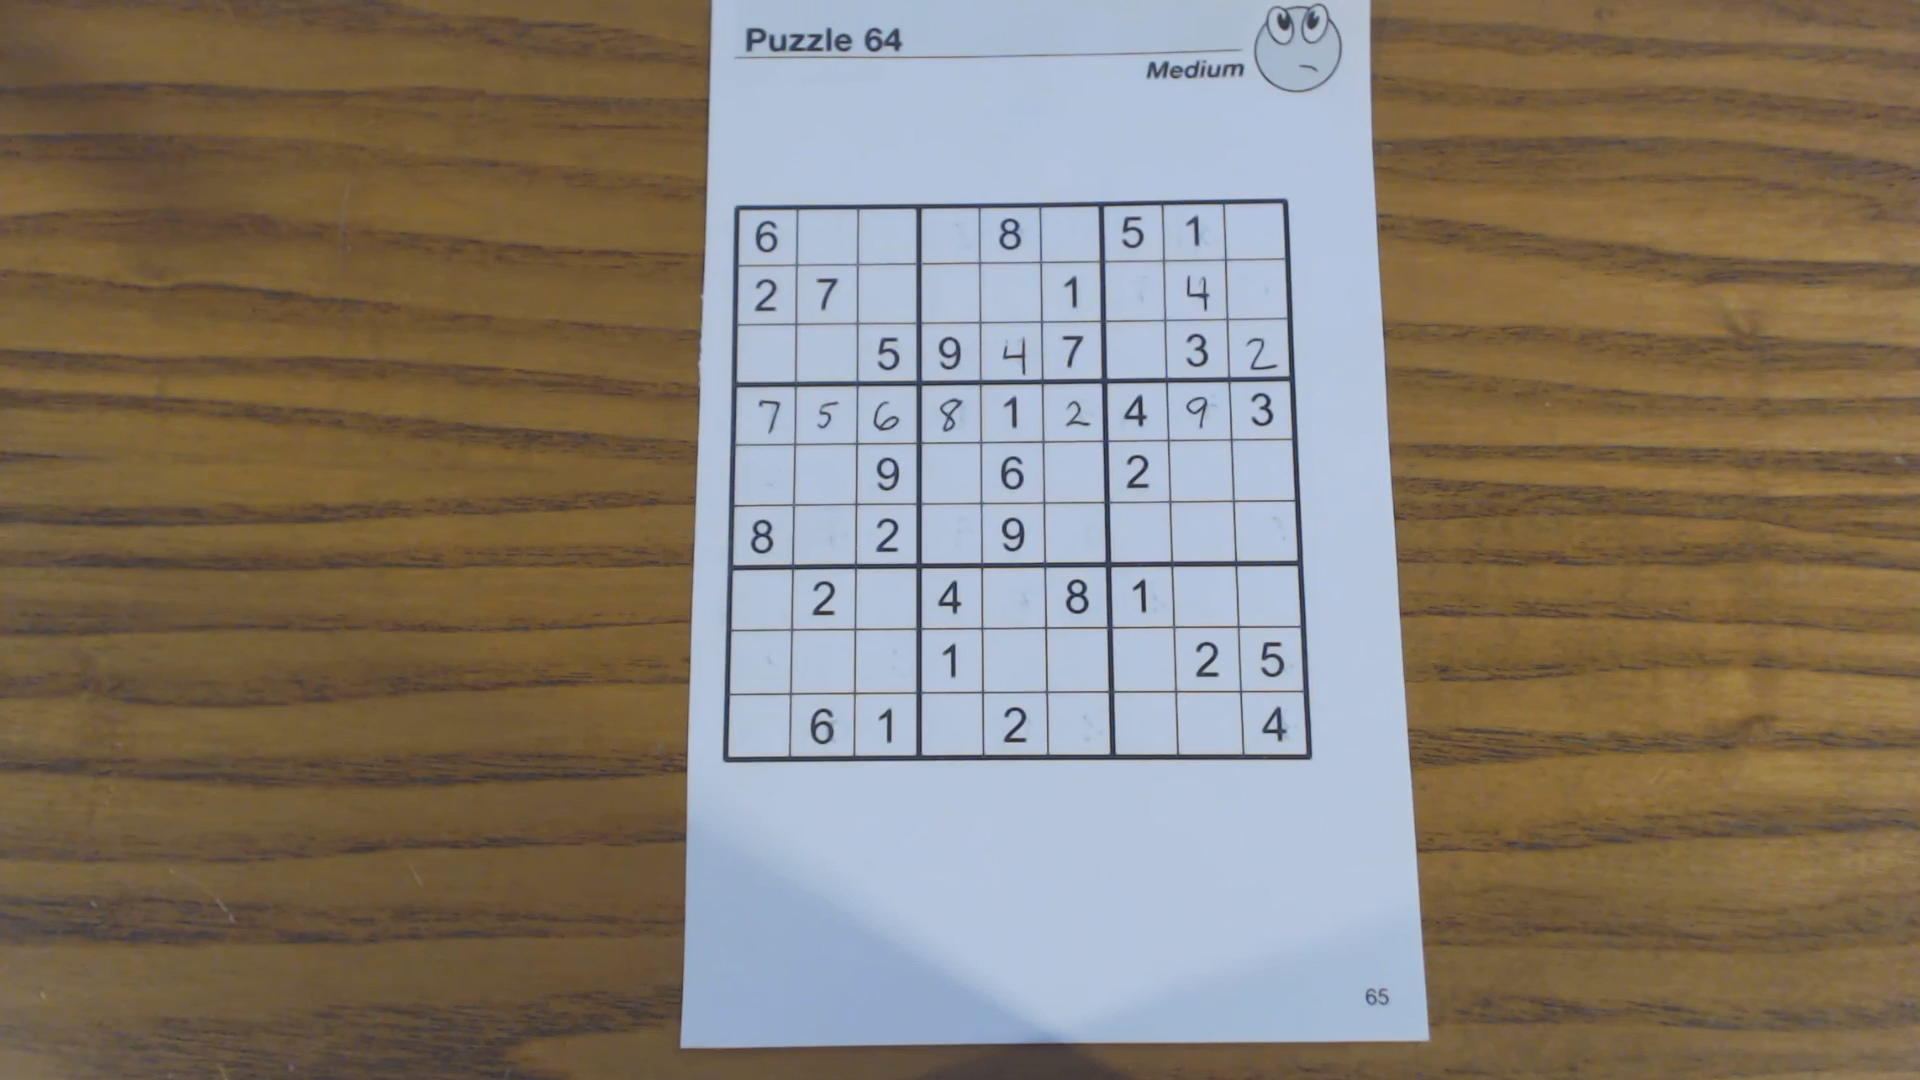 Puzzle 64
Medium
6 8 5 1
2 7 1 4
5 9 4 7 3 2
7 5 6 8 1 2 4 9 3
9 6 2
8 2 9
2 4 8 1
1 2 5
6 1 2 4
65